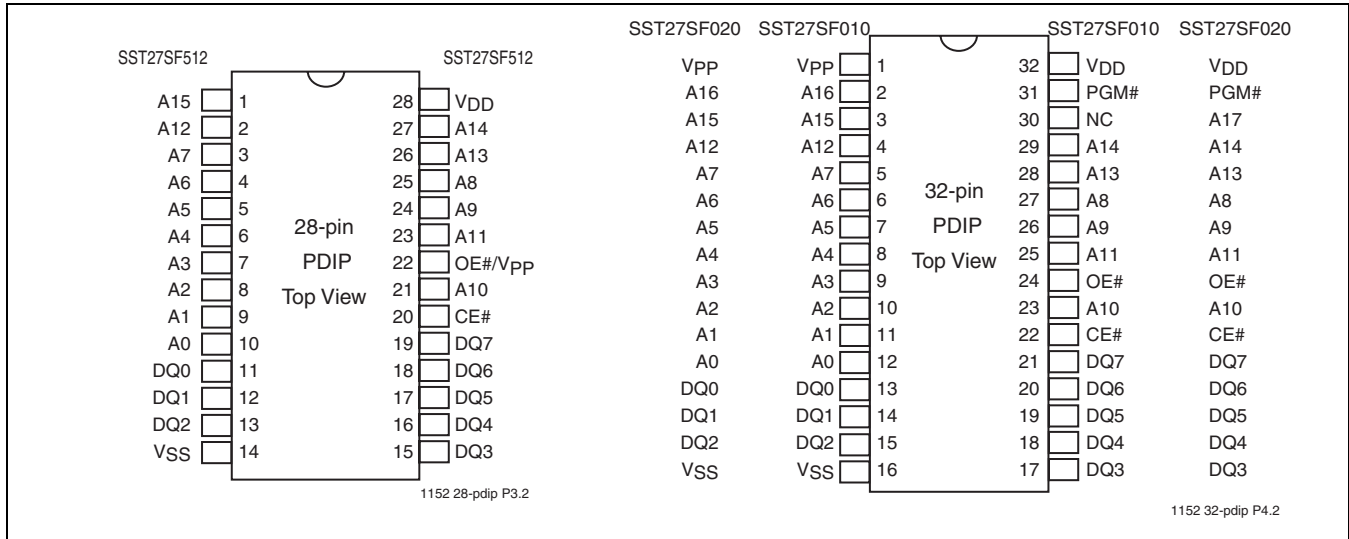 SST27SF512 SST27SF512
A15 1 28 VDD
A12 2 27 A14
A7 3 26 A13
A6 4 25 A8
A5 5 24 A9
A4 6 23 A11
A3 7 22 OE#/VPP
A2 8 21 A10
A1 9 20 CE#
A0 10 19 DQ7
DQ0 11 18 DQ6
DQ1 12 17 DQ5
DQ2 13 16 DQ4
VSS 14 15 DQ3
28-pin
PDIP
Top View
1152 28-pdip P3.2
SST27SF020 SST27SF010 SST27SF010 SST27SF020
VPP VPP 1 32 VDD VDD
A16 A16 2 31 PGM# PGM#
A15 A15 3 30 NC A17
A12 A12 4 29 A14 A14
A7 A7 5 28 A13 A13
A6 A6 6 27 A8 A8
A5 A5 7 26 A9 A9
A4 A4 8 25 A11 A11
A3 A3 9 24 OE# OE#
A2 A2 10 23 A10 A10
A1 A1 11 22 CE# CE#
A0 A0 12 21 DQ7 DQ7
DQ0 DQ0 13 20 DQ6 DQ6
DQ1 DQ1 14 19 DQ5 DQ5
DQ2 DQ2 15 18 DQ4 DQ4
VSS VSS 16 17 DQ3 DQ3
32-pin
PDIP
Top View
1152 32-pdip P4.2